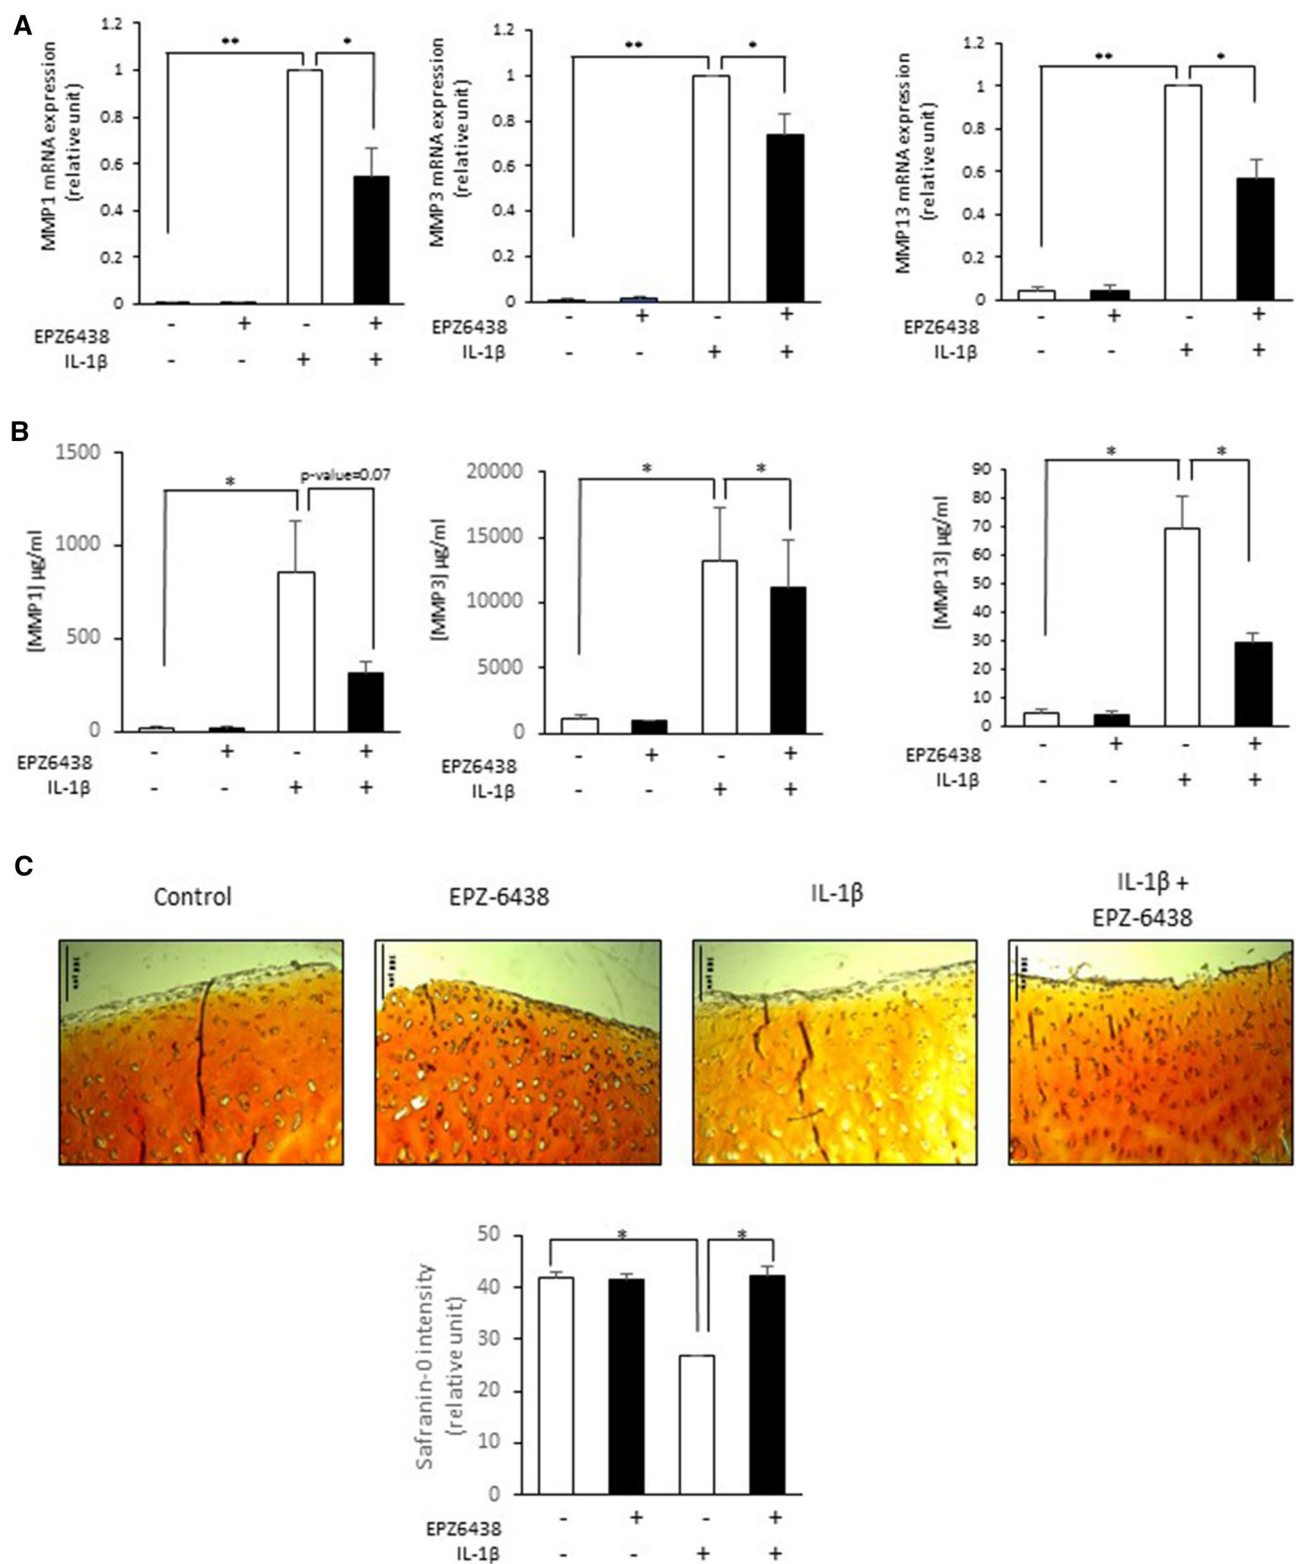 A
MMP1 mRNA expression
(relative unit)
1.2
1
0.8
0.6
0.4
0.2
0
** *
EPZ6438 - + - +
IL-1β - - + +
MMP3 mRNA expression
(relative unit)
1.2
1
0.8
0.6
0.4
0.2
0
** *
EPZ6438 - + - +
IL-1β - - + +
MMP13 mRNA expression
(relative unit)
1.2
1
0.8
0.6
0.4
0.2
0
** *
EPZ6438 - + - +
IL-1β - - + +
B
[MMP1] µg/ml
1500
1000
500
0
* p-value=0.07
EPZ6438 - + - +
IL-1β - - + +
[MMP3] µg/ml
20000
15000
10000
5000
0
* *
EPZ6438 - + - +
IL-1β - - + +
[MMP13] µg/ml
90
80
70
60
50
40
30
20
10
0
* *
EPZ6438 - + - +
IL-1β - - + +
C
Control
EPZ-6438
IL-1β
IL-1β +
EPZ-6438
Safranin-0 intensity
(relative unit)
50
40
30
20
10
0
* *
EPZ6438 - + - +
IL-1β - - + +